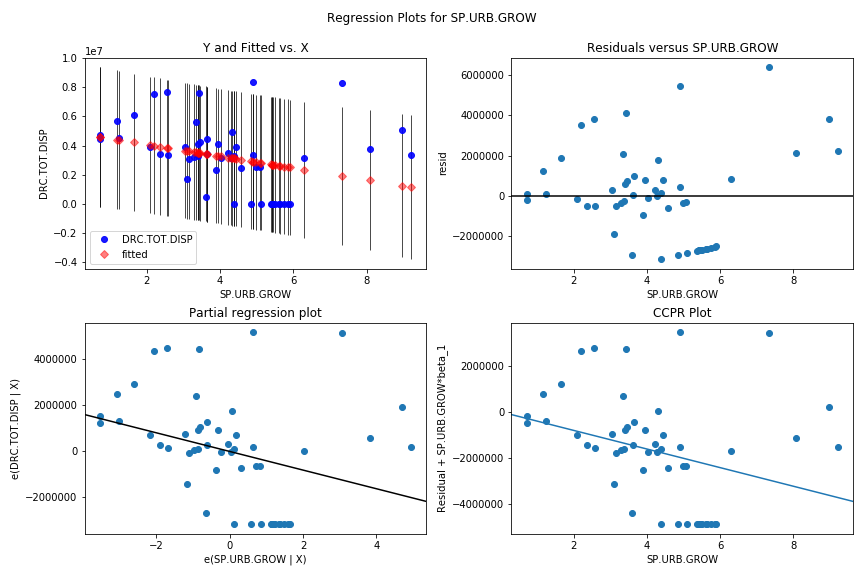 Regression Plots for SP.URB.GROW
Y and Fitted vs. X
1e7
1.0
0.8
0.6
0.4
0.2
0.0
−0.2
−0.4
DRC.TOT.DISP
DRC.TOT.DISP
fitted
2 4 6 8
SP.URB.GROW
Residuals versus SP.URB.GROW
6000000
4000000
2000000
0
−2000000
resid
2 4 6 8
SP.URB.GROW
Partial regression plot
4000000
2000000
0
−2000000
e(DRC.TOT.DISP | X)
−2 0 2 4
e(SP.URB.GROW | X)
CCPR Plot
2000000
0
−2000000
−4000000
Residual + SP.URB.GROW*beta_1
2 4 6 8
SP.URB.GROW